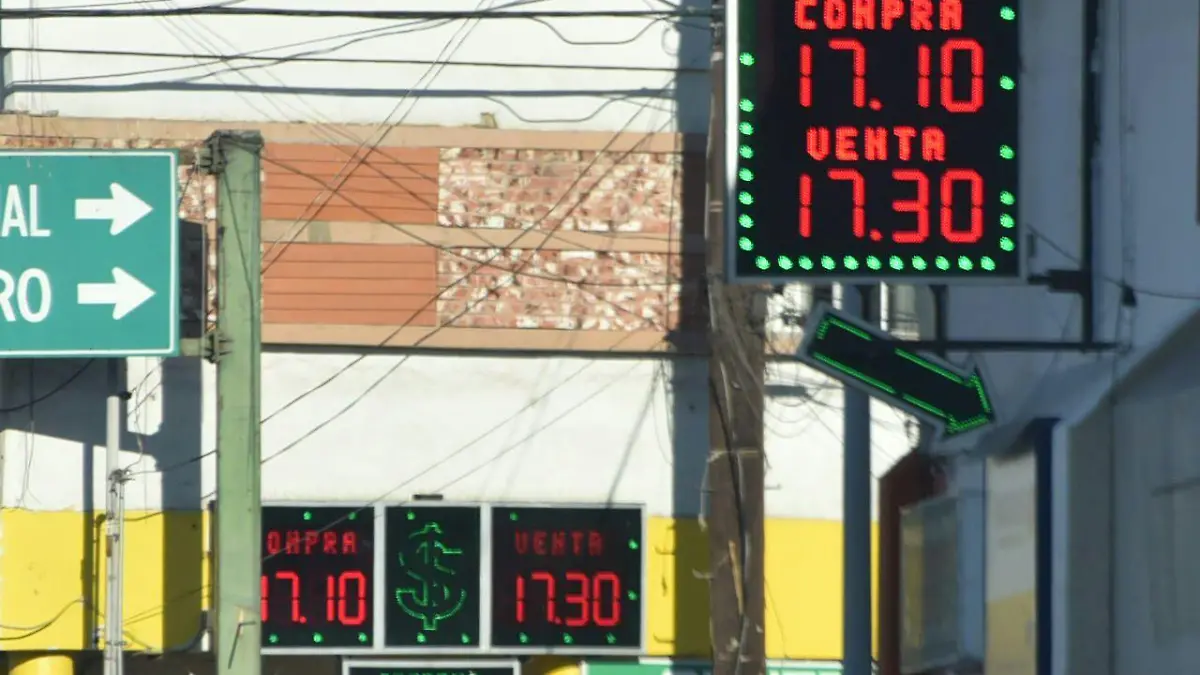 COMPRA
17.10
VENTA
17.30
AL
RO
OMPRA
17.10
$
VENTA
17.30